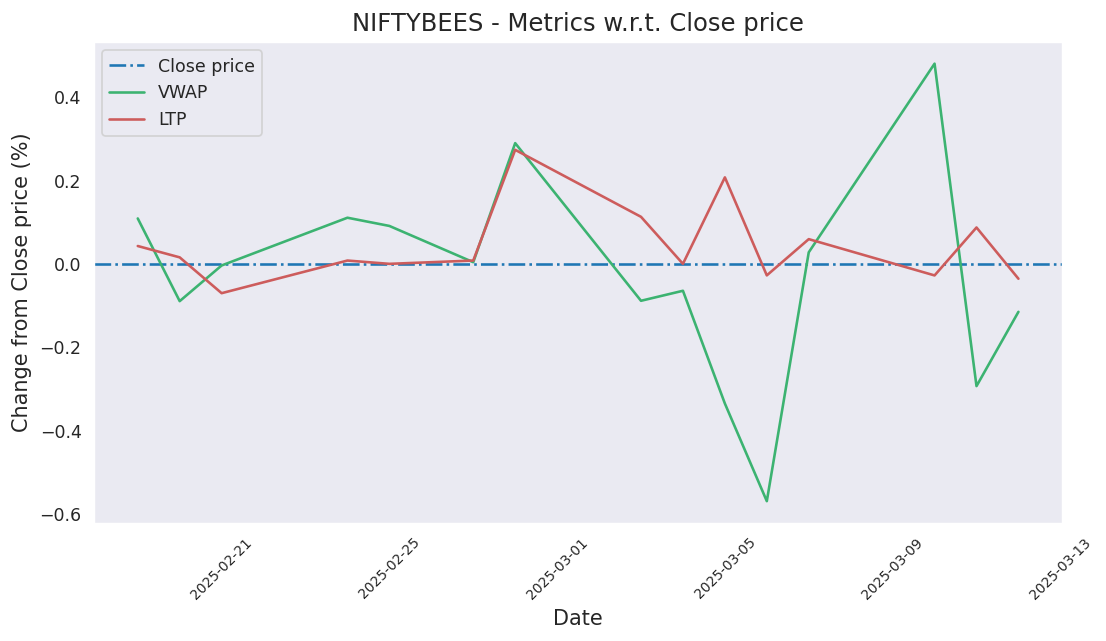 NIFTYBEES - Metrics w.r.t. Close price
Close price
VWAP
LTP
Change from Close price (%)
0.4
0.2
0.0
−0.2
−0.4
−0.6
2025-02-21
2025-02-25
2025-03-01
2025-03-05
2025-03-09
2025-03-13
Date